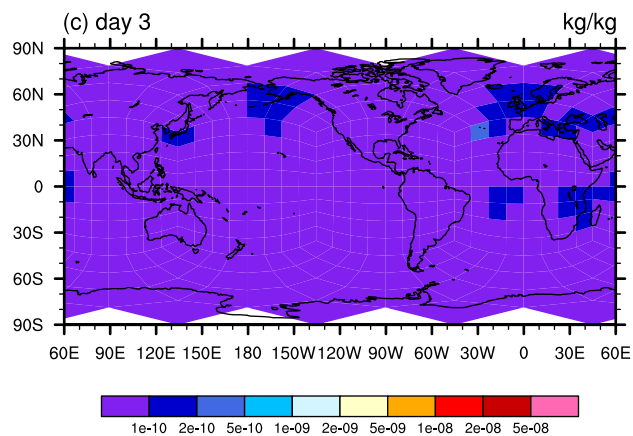 (c) day 3 kg/kg
90N
60N
30N
0
30S
60S
90S
60E 90E 120E 150E 180 150W 120W 90W 60W 30W 0 30E 60E
1e-10 2e-10 5e-10 1e-09 2e-09 5e-09 1e-08 2e-08 5e-08